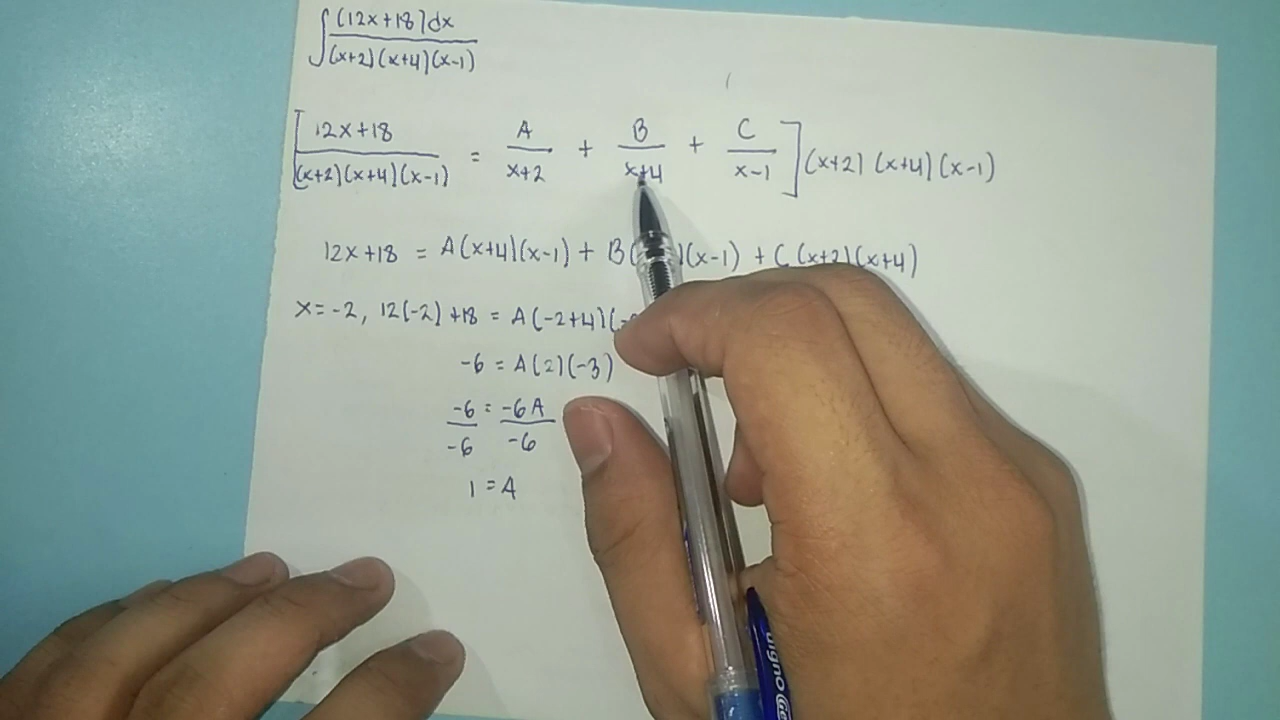 ∫(12x+18)dx
(x+2)(x+4)(x-1)
[12x+18/(x+2)(x+4)(x-1) = A/x+2 + B/x+4 + C/x-1](x+2)(x+4)(x-1)
12x+18 = A(x+4)(x-1) + B( )(x-1) + C(x+2)(x+4)
x=-2, 12(-2)+18 = A(-2+4)(-
-6 = A(2)(-3)
-6/-6 = -6A/-6
1 = A